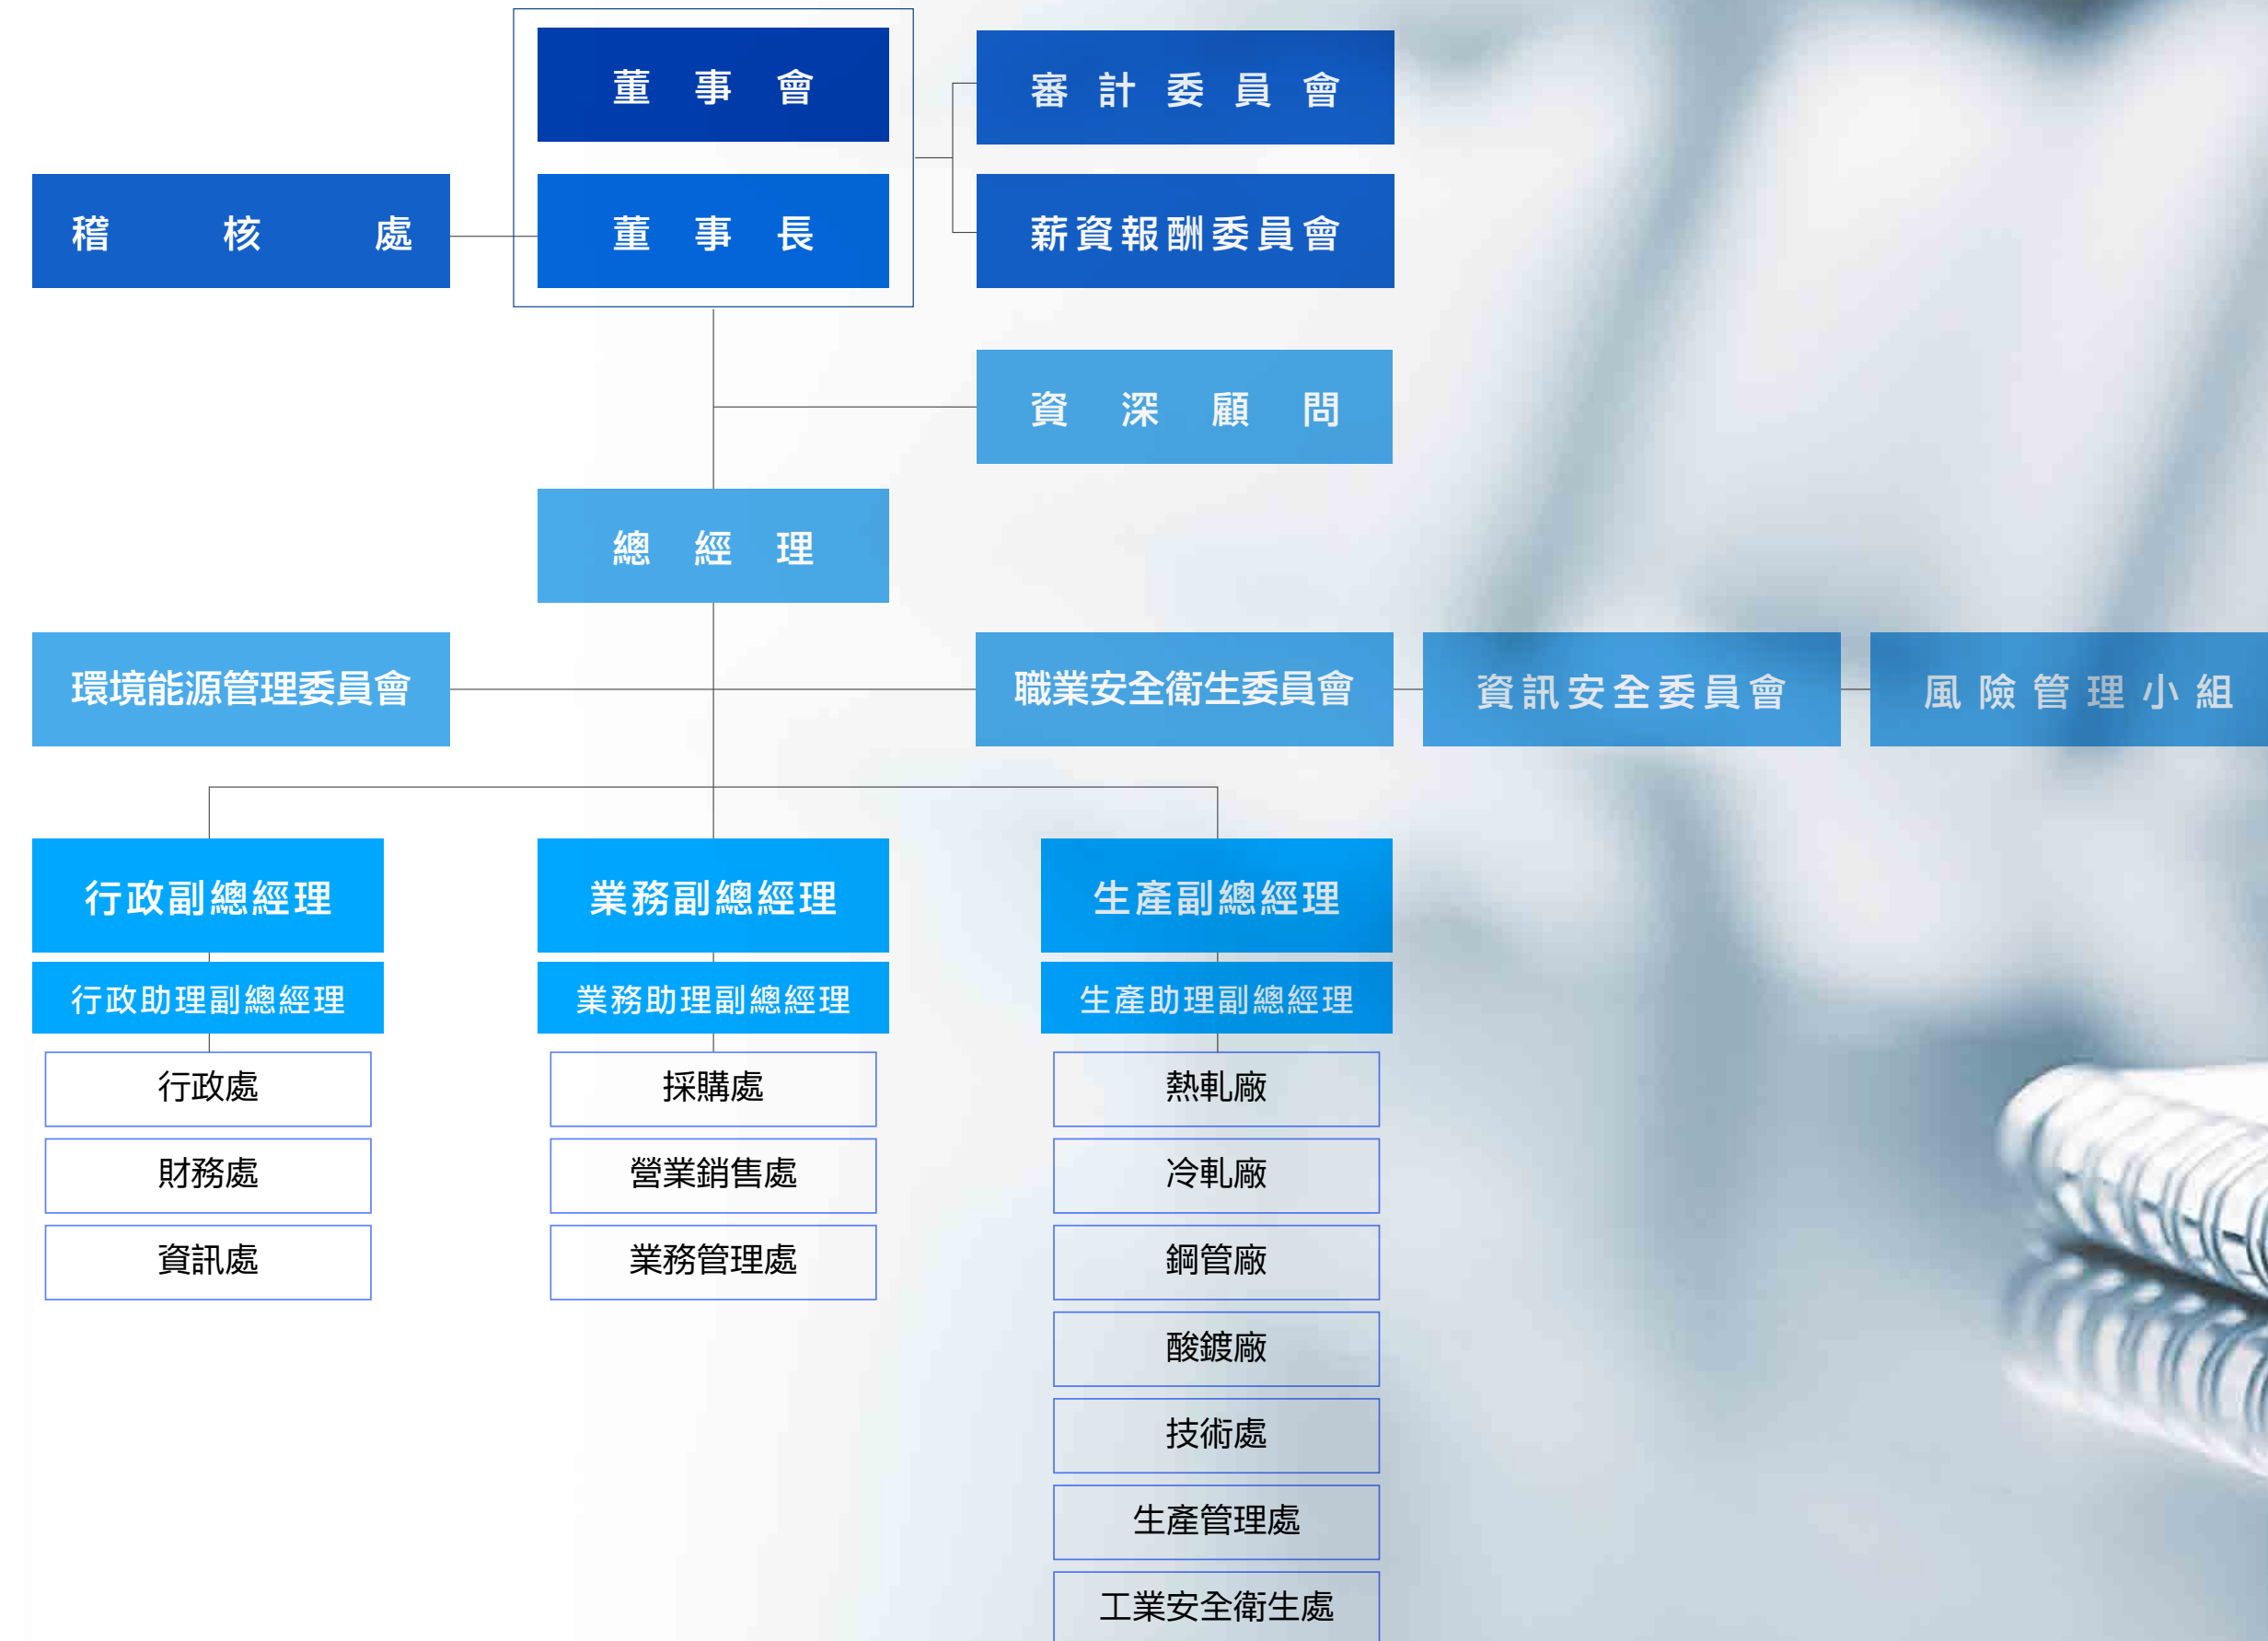 董事會
審計委員會
稽核處
董事長
薪資報酬委員會
資深顧問
總經理
環境能源管理委員會
職業安全衛生委員會
資訊安全委員會
風險管理小組
行政副總經理
業務副總經理
生產副總經理
行政助理副總經理
業務助理副總經理
生產助理副總經理
行政處
採購處
熱軋廠
財務處
營業銷售處
冷軋廠
資訊處
業務管理處
鋼管廠
酸鍍廠
技術處
生產管理處
工業安全衛生處